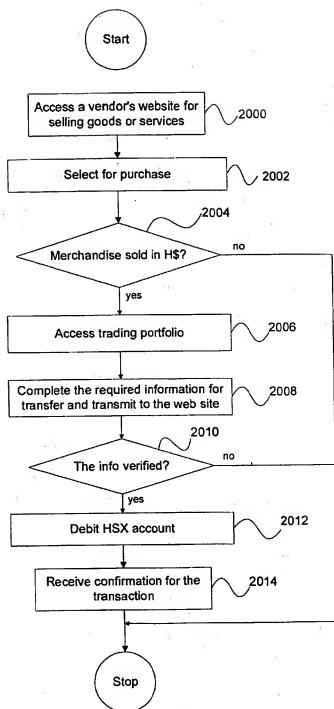 Start
Access a vendor's website for
selling goods or services
2000
Select for purchase
2002
2004
Merchandise sold in H$?
no
yes
Access trading portfolio
2006
Complete the required information for
transfer and transmit to the web site
2008
2010
The info verified?
no
yes
Debit HSX account
2012
Receive confirmation for the
transaction
2014
Stop